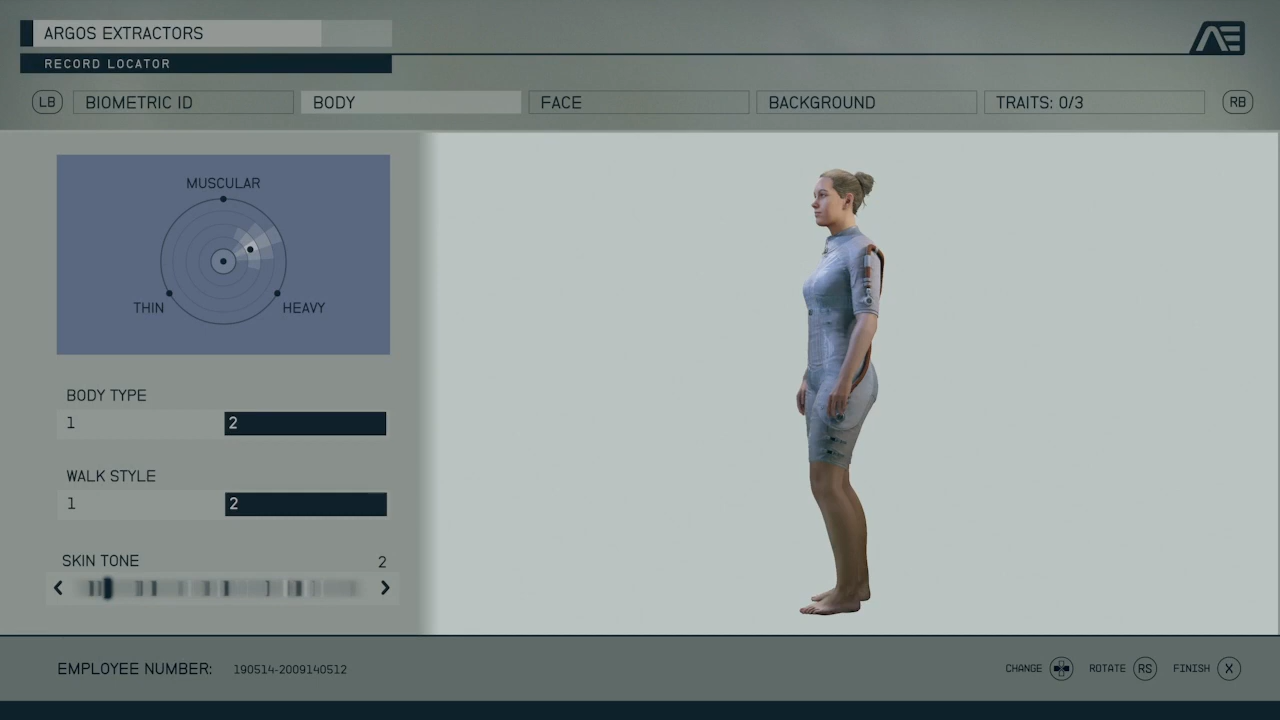 ARGOS EXTRACTORS
AE
RECORD LOCATOR
LB BIOMETRIC ID BODY FACE BACKGROUND TRAITS: 0/3 RB
MUSCULAR
THIN HEAVY
BODY TYPE
1 2
WALK STYLE
1 2
SKIN TONE 2
EMPLOYEE NUMBER: 190514-2009140512 CHANGE ROTATE RS FINISH X